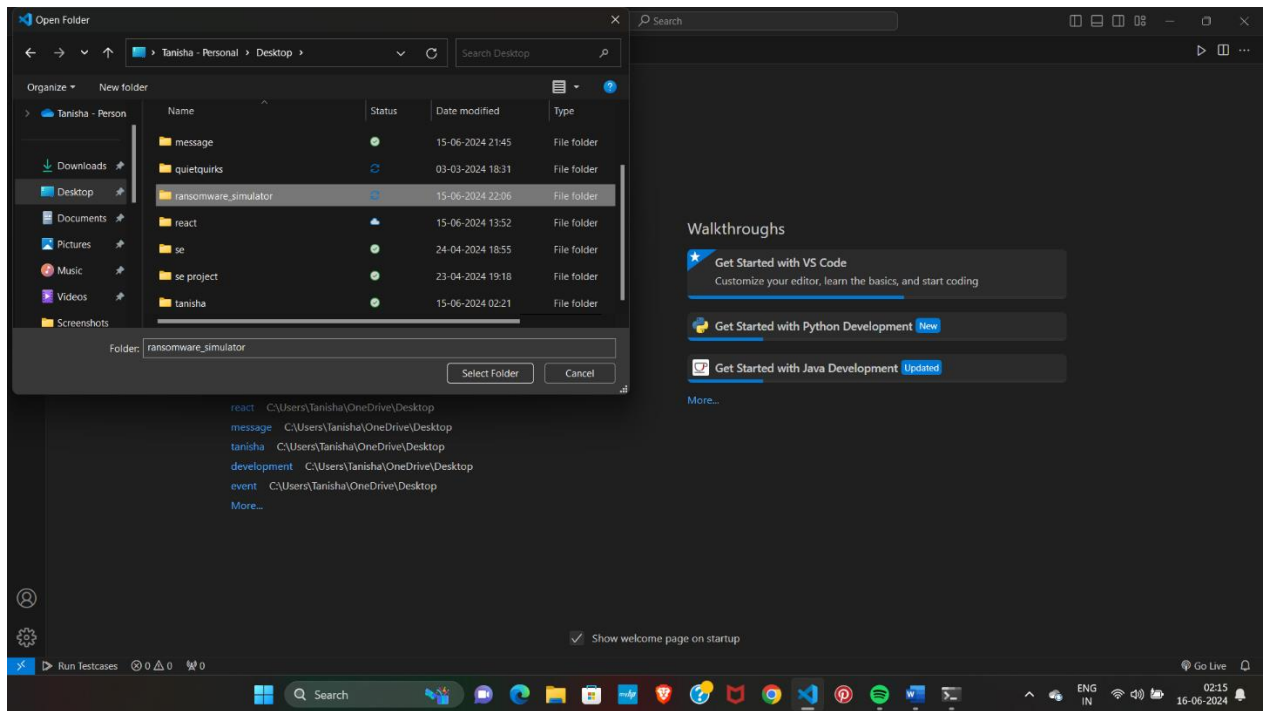 Open Folder
Search
Tanisha - Personal > Desktop >
Search Desktop
Organize
New folder
Tanisha - Person
Name
Status
Date modified
Type
message
15-06-2024 21:45
File folder
Downloads
quietquirks
03-03-2024 18:31
File folder
Desktop
ransomware_simulator
15-06-2024 22:06
File folder
Documents
react
15-06-2024 13:52
File folder
Pictures
se
24-04-2024 18:55
File folder
Music
se project
23-04-2024 19:18
File folder
Videos
tanisha
15-06-2024 02:21
File folder
Screenshots
Folder: ransomware_simulator
Select Folder
Cancel
Walkthroughs
Get Started with VS Code
Customize your editor, learn the basics, and start coding
Get Started with Python Development New
Get Started with Java Development Updated
More...
react C:\Users\Tanisha\OneDrive\Desktop
message C:\Users\Tanisha\OneDrive\Desktop
tanisha C:\Users\Tanisha\OneDrive\Desktop
development C:\Users\Tanisha\OneDrive\Desktop
event C:\Users\Tanisha\OneDrive\Desktop
More...
Show welcome page on startup
Run Testcases 0 0 0
Go Live
Search
mdp
ENG
IN
02:15
16-06-2024